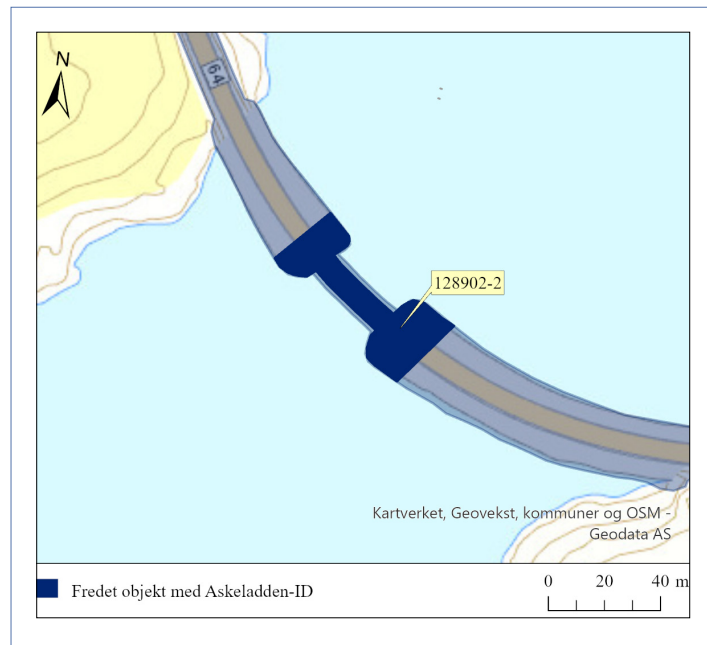 N
64
128902-2
Kartverket, Geovekst, kommuner og OSM -
Geodata AS
Fredet objekt med Askeladden-ID
0 20 40 m